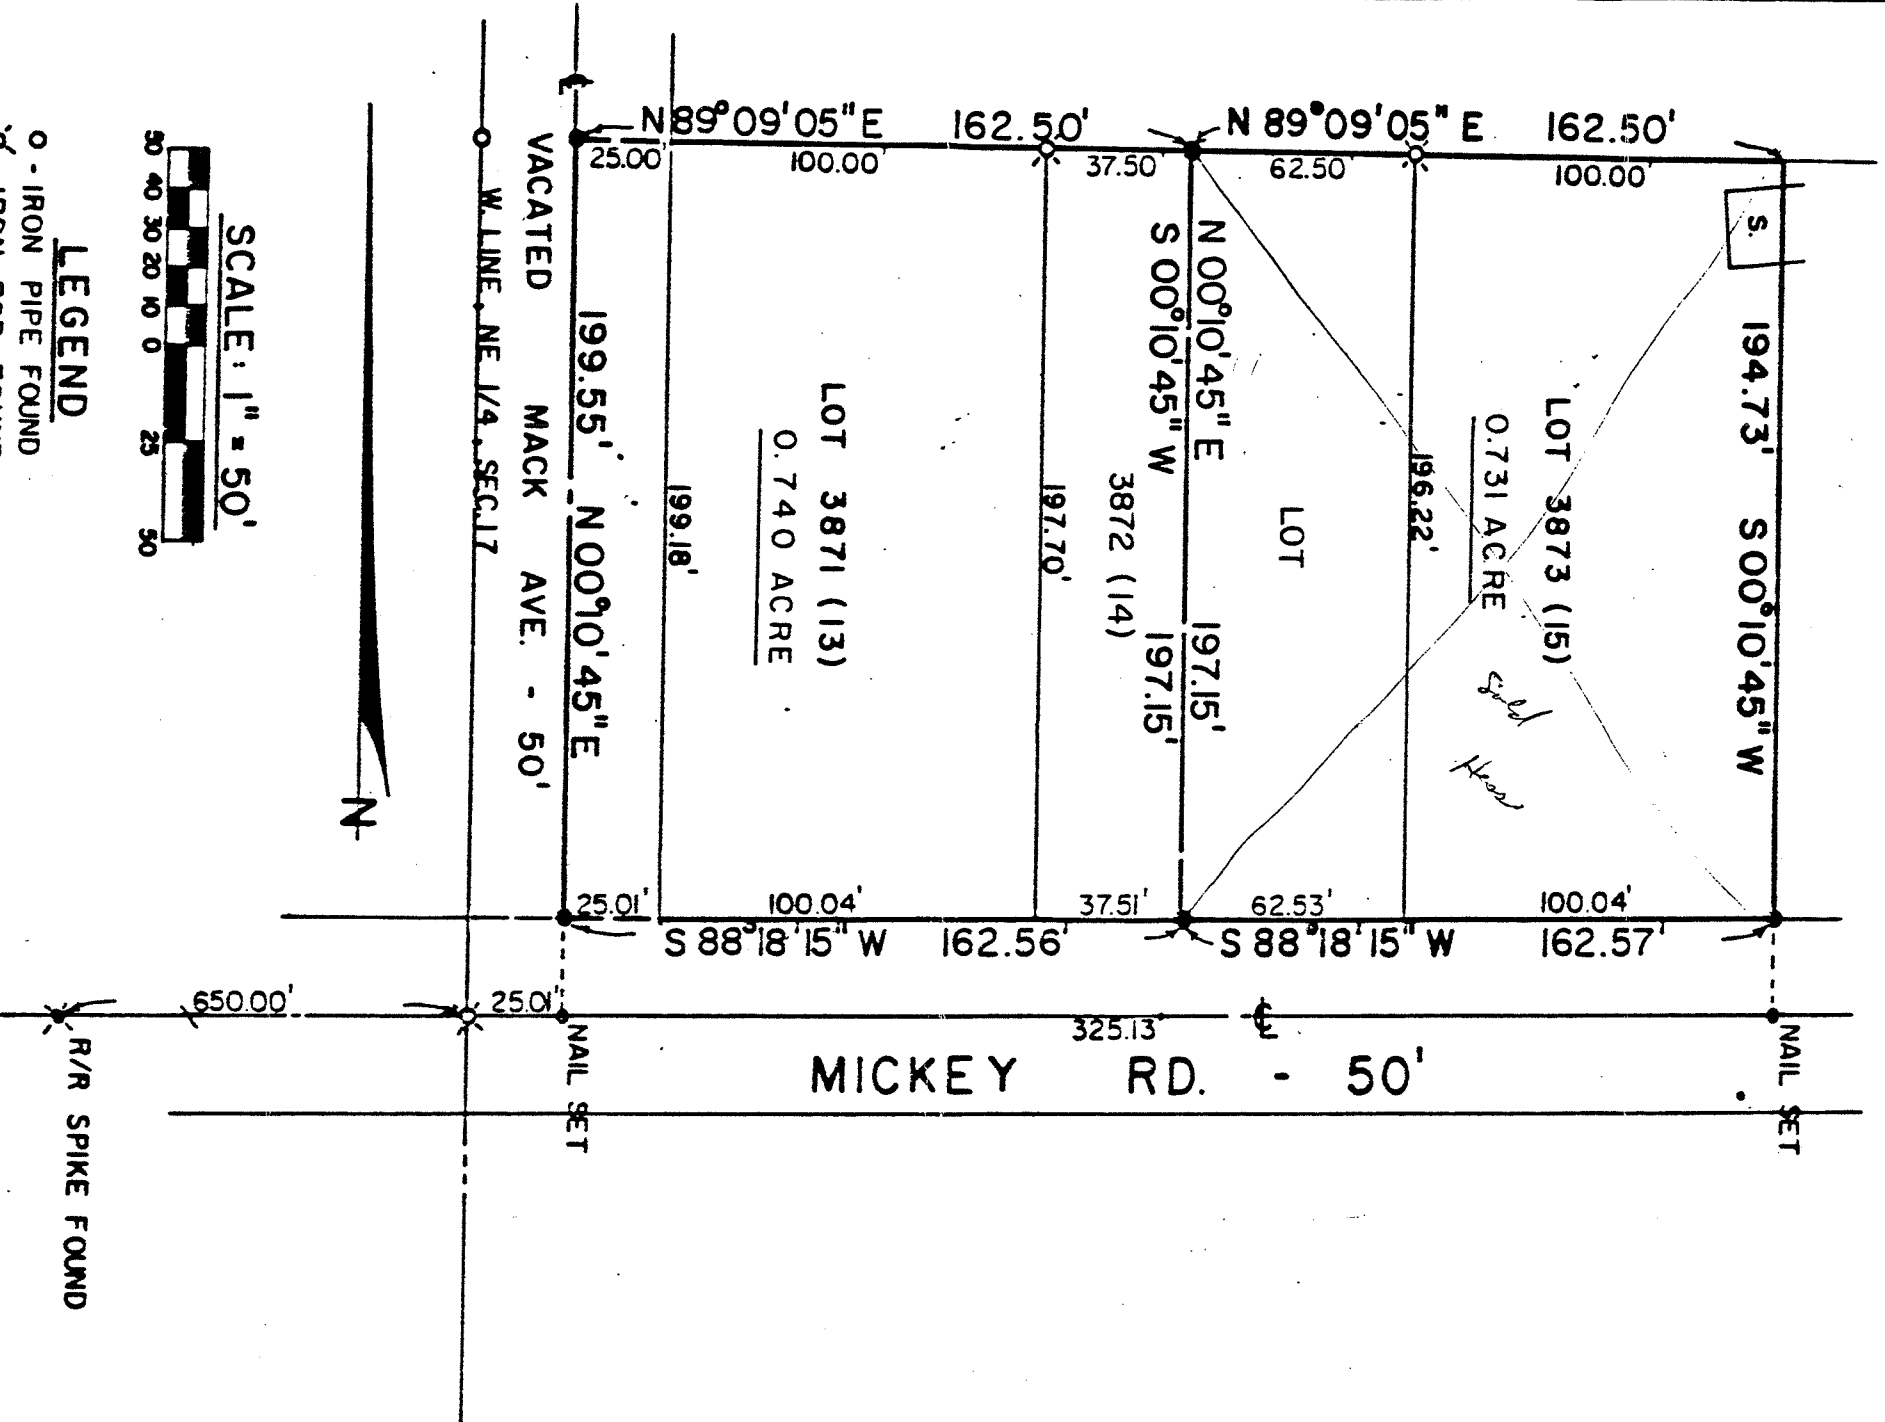 N 89°09'05" E 162.50'
N 89°09'05" E 162.50'
25.00'
100.00'
37.50'
62.50'
100.00'
S.
VACATED MACK AVE. - 50'
W. LINE, NE 1/4, SEC. 17
199.55' N 00°10'45" E
199.18'
LOT 3871 (13)
0.740 ACRE
197.70'
3872 (14)
S 00°10'45" W 197.15'
N 00°10'45" E 197.15'
LOT
196.22'
LOT 3873 (15)
0.731 ACRE
Sold
Hess
194.73' S 00°10'45" W
SCALE: 1" = 50'
50 40 30 20 10 0 25 50
LEGEND
O - IRON PIPE FOUND
N
25.01'
100.04'
37.51'
62.53'
100.04'
S 88°18'15" W 162.56'
S 88°18'15" W 162.57'
650.00'
25.01'
325.13'
℄
℄
NAIL SET
NAIL SET
MICKEY RD. - 50'
R/R SPIKE FOUND